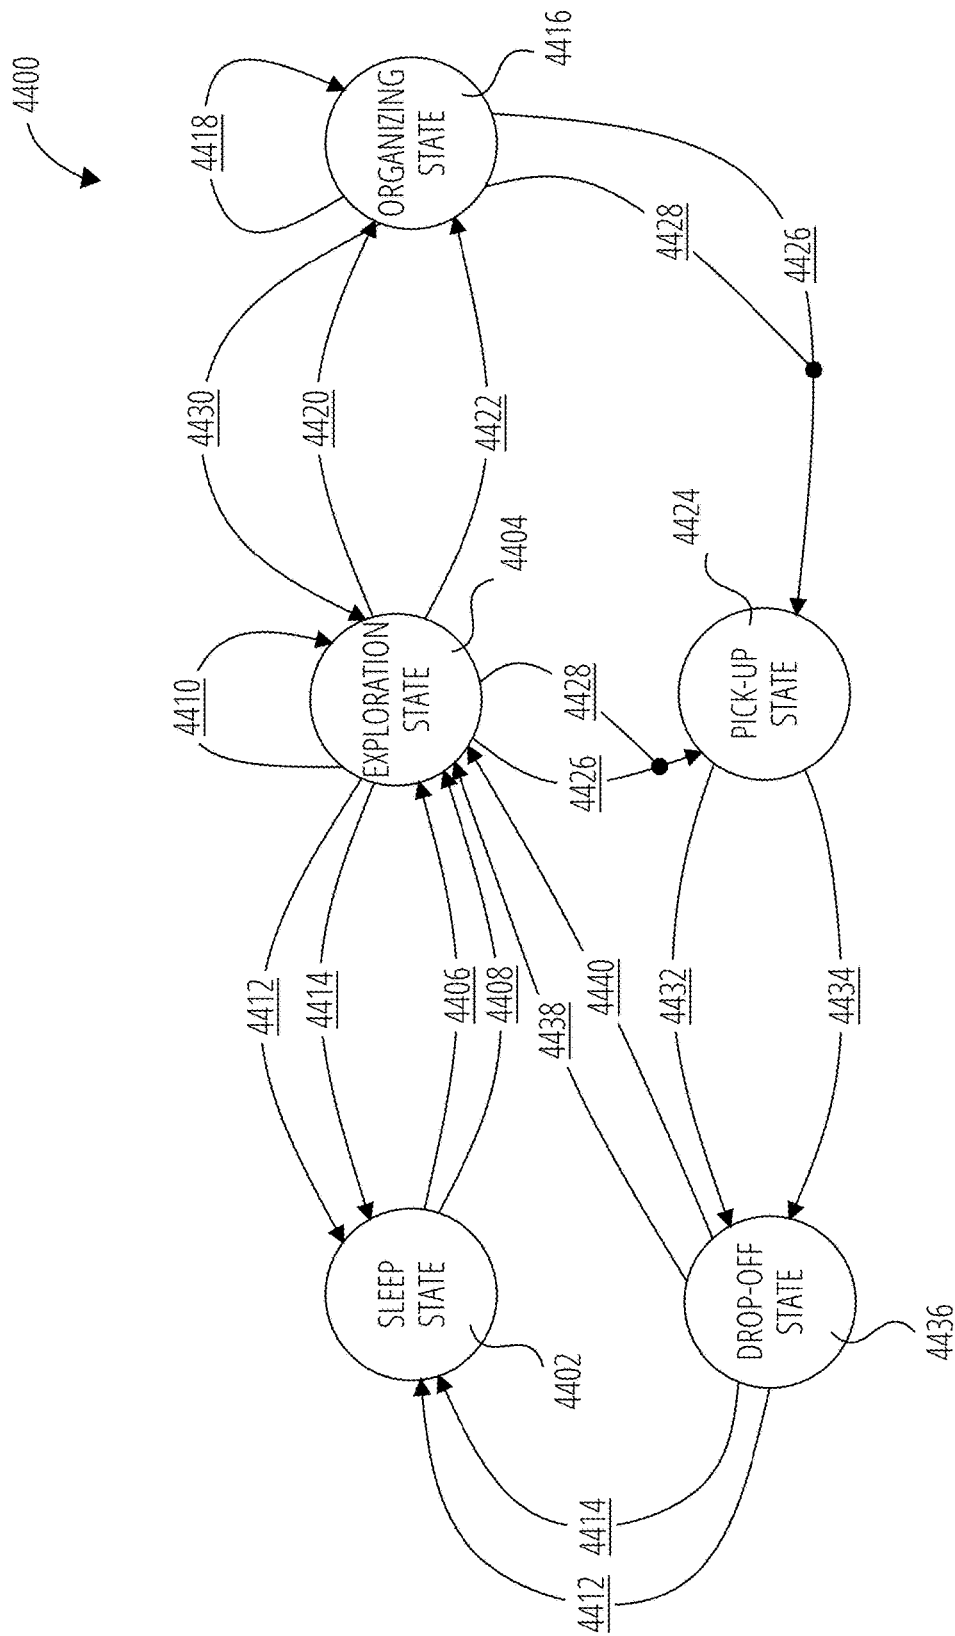 4400
4412
4414
4402
SLEEP
STATE
4412
4414
4406
4408
4410
EXPLORATION
STATE
4404
4430
4420
4422
4418
ORGANIZING
STATE
4416
4438
4440
4426
4428
4428
4426
4436
DROP-OFF
STATE
4432
4434
PICK-UP
STATE
4424